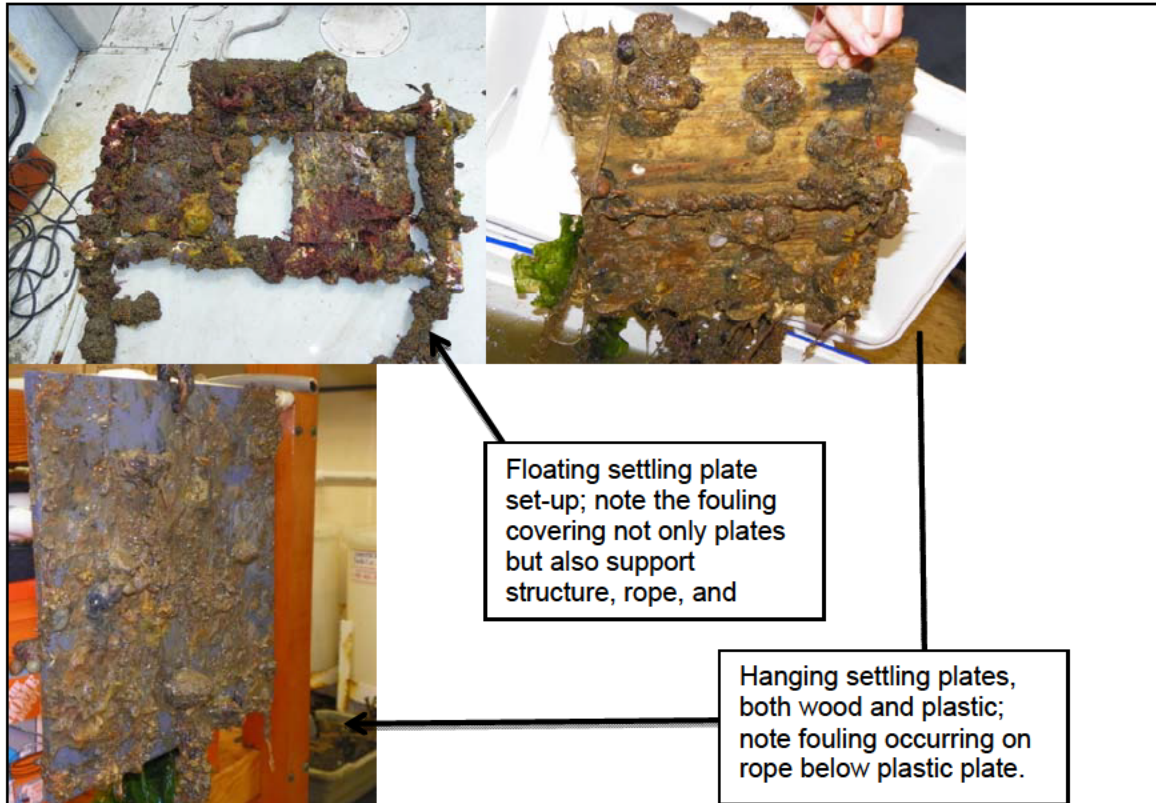 Floating settling plate
set-up; note the fouling
covering not only plates
but also support
structure, rope, and
Hanging settling plates,
both wood and plastic;
note fouling occurring on
rope below plastic plate.